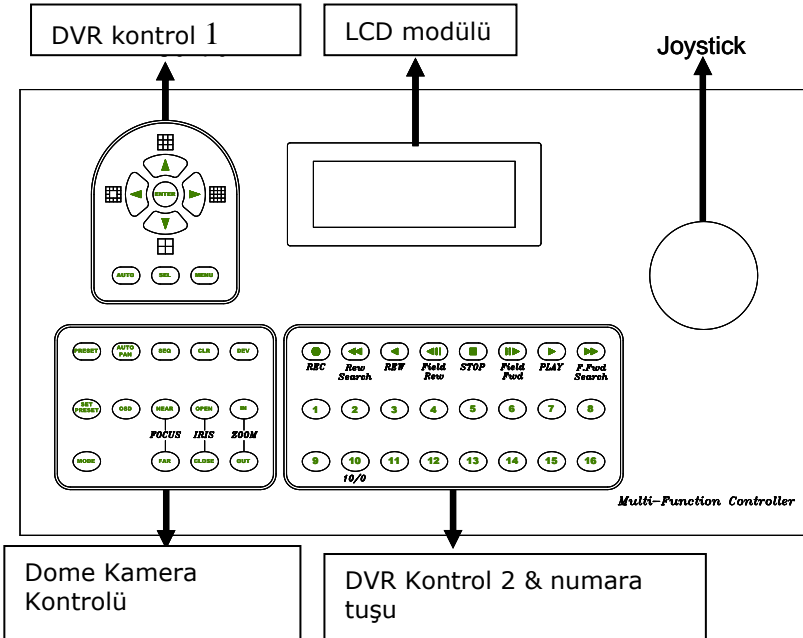 DVR kontrol 1
LCD modülü
Joystick
ENTER
AUTO SEL MENU
PRESET AUTO PAN SEQ CLR DEV
SET PRESET OSD NEAR OPEN IN
FOCUS IRIS ZOOM
MODE FAR CLOSE OUT
REC Rew Search REW Field Rew STOP Field Fwd PLAY F.Fwd Search
1 2 3 4 5 6 7 8
9 10 11 12 13 14 15 16
10/0
Multi-Function Controller
Dome Kamera
Kontrolü
DVR Kontrol 2 & numara
tuşu